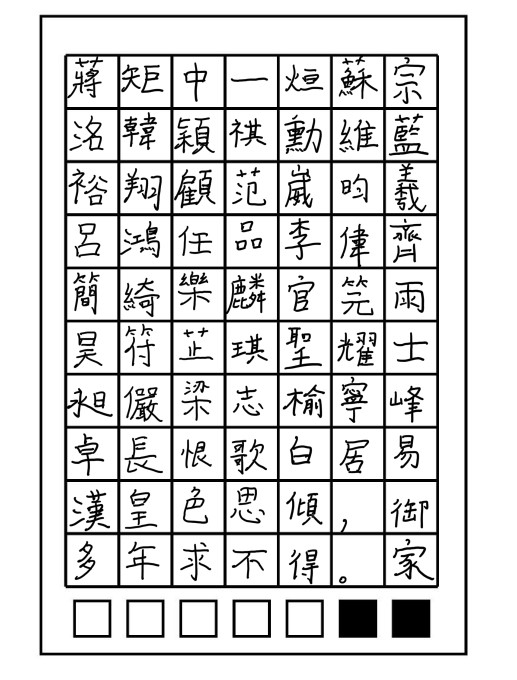 蔣矩中一烜蘇宗
洺韓穎祺勳維藍
裕翔顧范崴昀羲
呂鴻任品李偉齊
簡綺樂麟官筦雨
昊符芷琪聖耀士
昶儼梁志榆寧峰
卓長恨歌白居易
漢皇色思傾，御
多年求不得。家